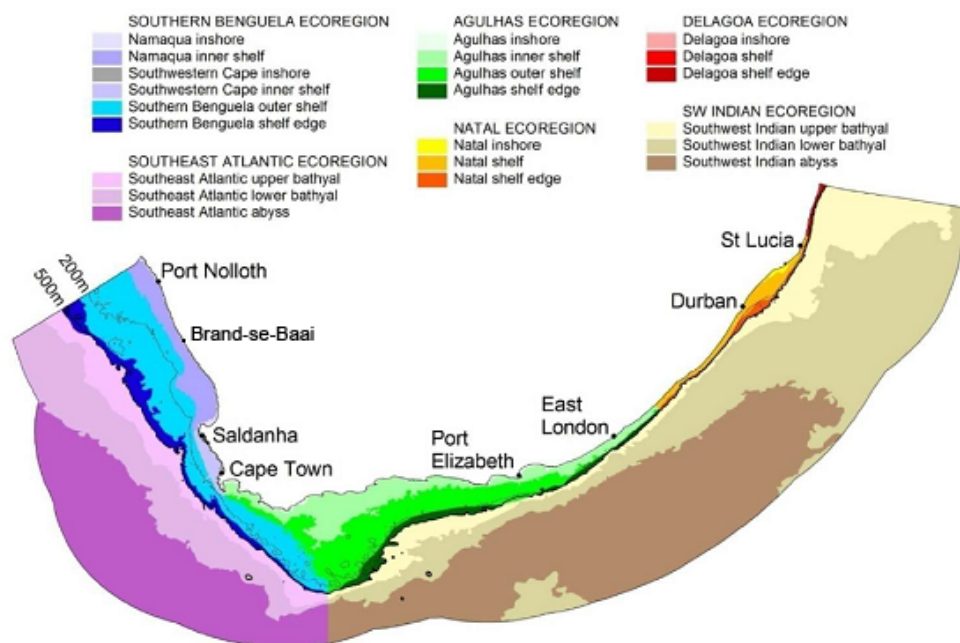 SOUTHERN BENGUELA ECOREGION
Namaqua inshore
Namaqua inner shelf
Southwestern Cape inshore
Southwestern Cape inner shelf
Southern Benguela outer shelf
Southern Benguela shelf edge
SOUTHEAST ATLANTIC ECOREGION
Southeast Atlantic upper bathyal
Southeast Atlantic lower bathyal
Southeast Atlantic abyss
AGULHAS ECOREGION
Agulhas inshore
Agulhas inner shelf
Agulhas outer shelf
Agulhas shelf edge
NATAL ECOREGION
Natal inshore
Natal shelf
Natal shelf edge
DELAGOA ECOREGION
Delagoa inshore
Delagoa shelf
Delagoa shelf edge
SW INDIAN ECOREGION
Southwest Indian upper bathyal
Southwest Indian lower bathyal
Southwest Indian abyss
St Lucia
Port Nolloth
200m
500m
Durban
Brand-se-Baai
East
London
Saldanha
Port
Elizabeth
Cape Town